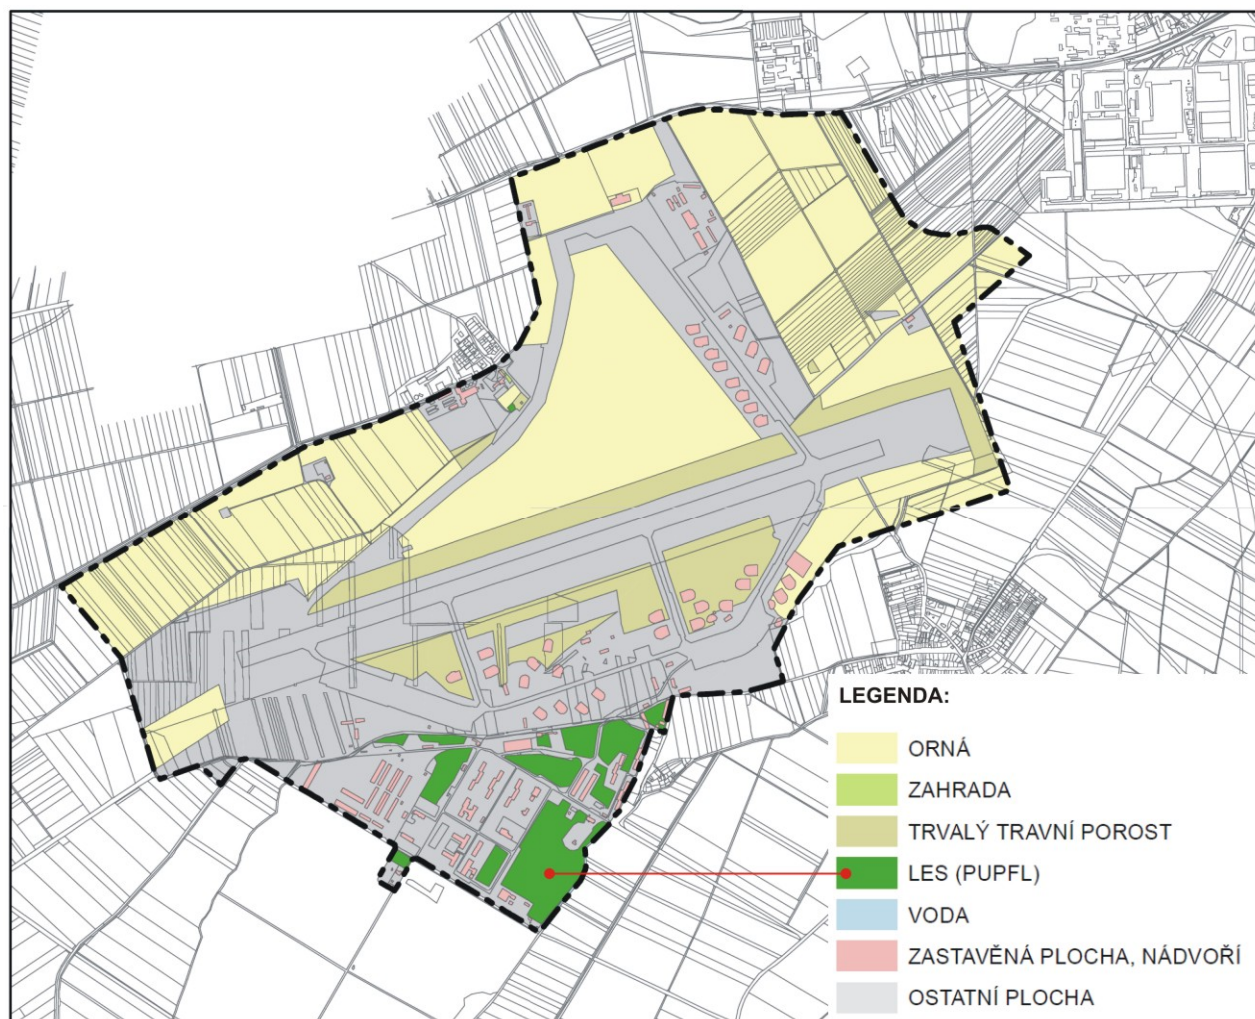 LEGENDA:
ORNÁ
ZAHRADA
TRVALÝ TRAVNÍ POROST
LES (PUPFL)
VODA
ZASTAVĚNÁ PLOCHA, NÁDVOŘÍ
OSTATNÍ PLOCHA